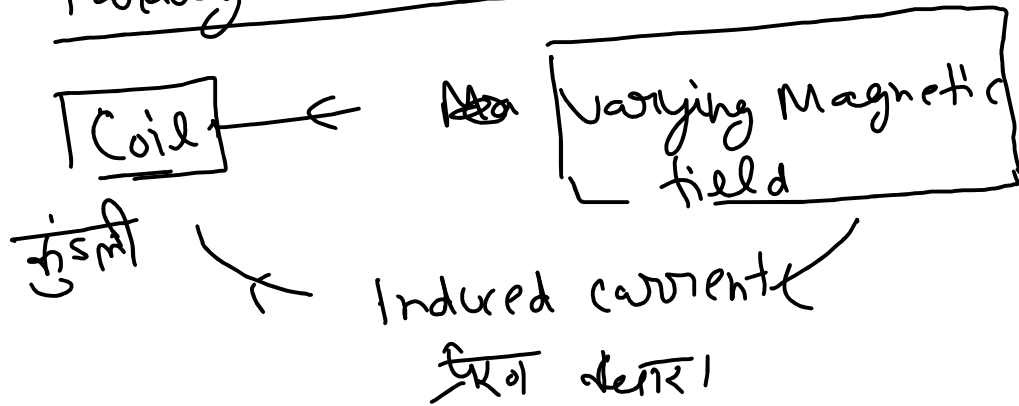 Coil Varying Magnetic
field
कुंडली
Induced current